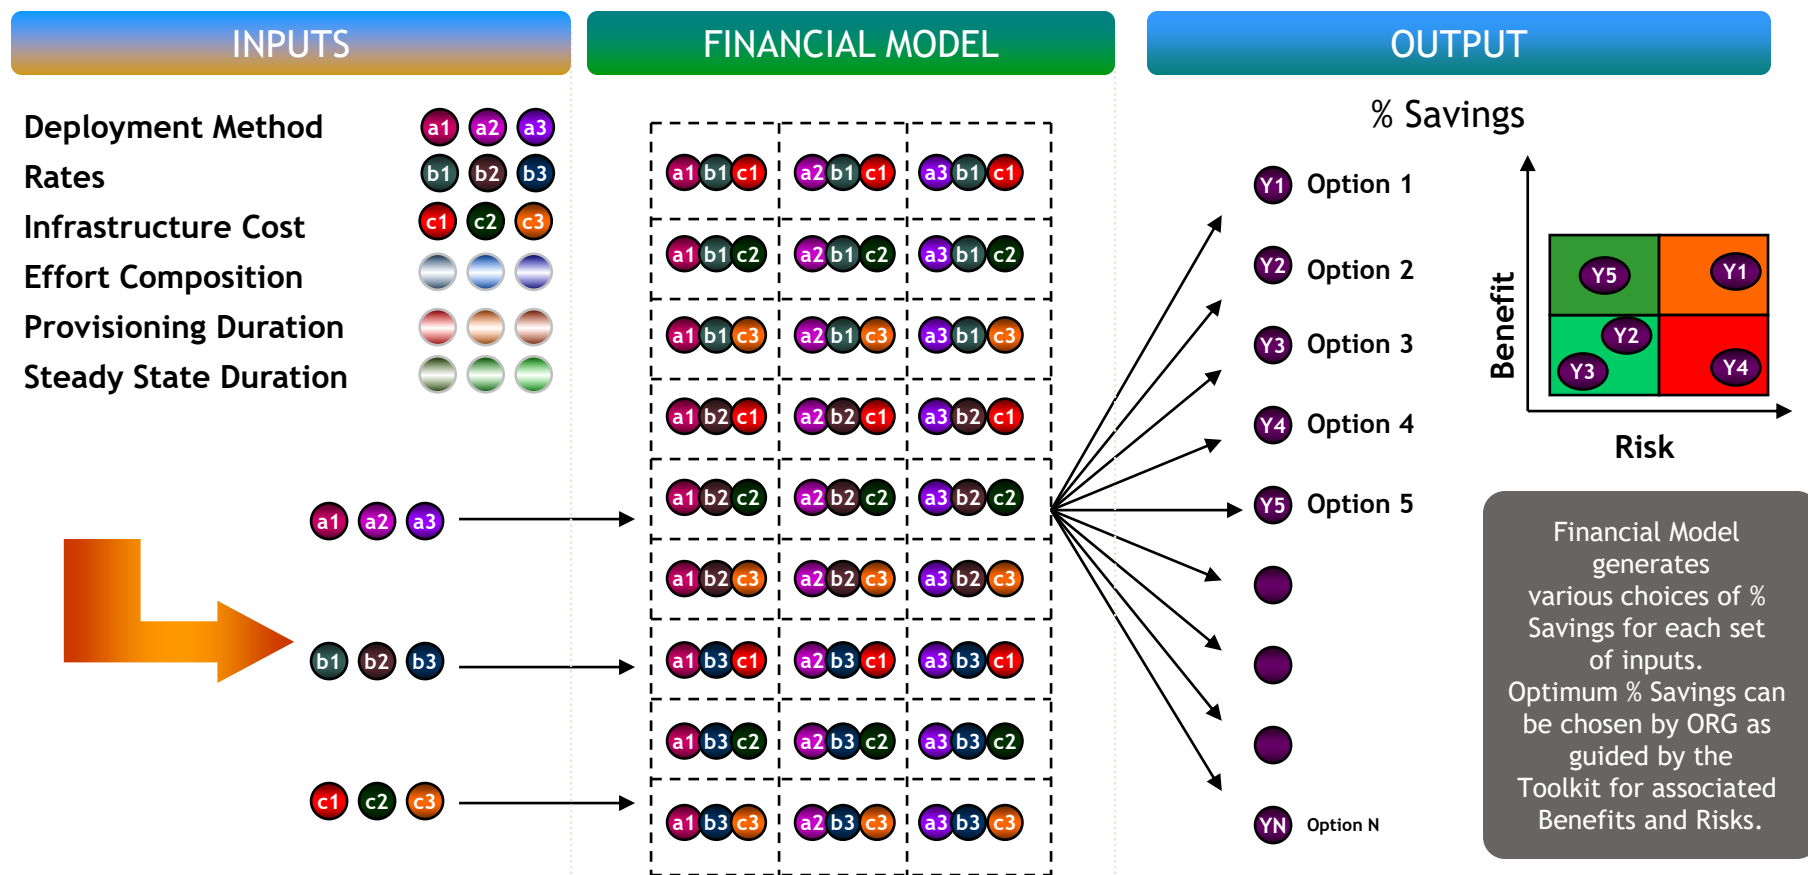 INPUTS
FINANCIAL MODEL
OUTPUT
Deployment Method a1 a2 a3
Rates b1 b2 b3
Infrastructure Cost c1 c2 c3
Effort Composition
Provisioning Duration
Steady State Duration
a1 a2 a3
b1 b2 b3
c1 c2 c3
a1 b1 c1 a2 b1 c1 a3 b1 c1
a1 b1 c2 a2 b1 c2 a3 b1 c2
a1 b1 c3 a2 b1 c3 a3 b1 c3
a1 b2 c1 a2 b2 c1 a3 b2 c1
a1 b2 c2 a2 b2 c2 a3 b2 c2
a1 b2 c3 a2 b2 c3 a3 b2 c3
a1 b3 c1 a2 b3 c1 a3 b3 c1
a1 b3 c2 a2 b3 c2 a3 b3 c2
a1 b3 c3 a2 b3 c3 a3 b3 c3
% Savings
Y1 Option 1
Y2 Option 2
Y3 Option 3
Y4 Option 4
Y5 Option 5
YN Option N
Benefit
Y5 Y1
Y2
Y3 Y4
Risk
Financial Model
generates
various choices of %
Savings for each set
of inputs.
Optimum % Savings can
be chosen by ORG as
guided by the
Toolkit for associated
Benefits and Risks.